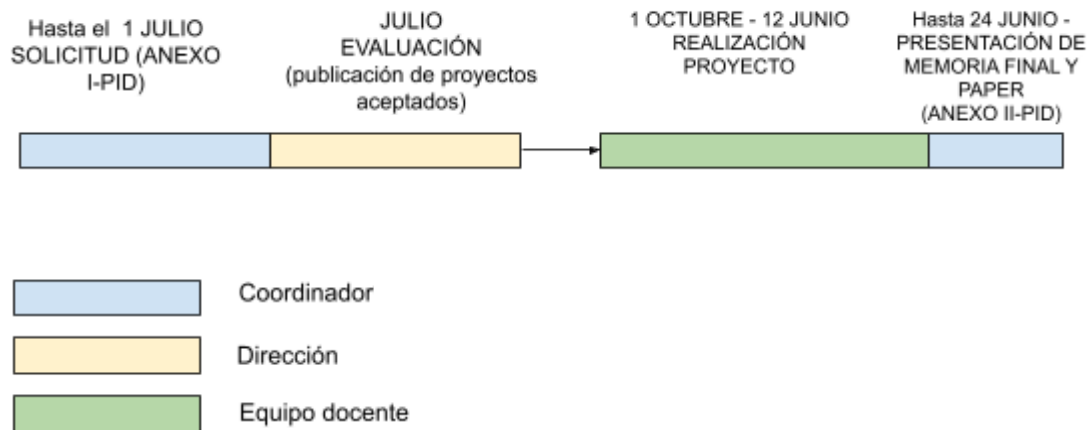 Hasta el 1 JULIO
SOLICITUD (ANEXO
I-PID)
JULIO
EVALUACIÓN
(publicación de proyectos
aceptados)
1 OCTUBRE - 12 JUNIO
REALIZACIÓN
PROYECTO
Hasta 24 JUNIO -
PRESENTACIÓN DE
MEMORIA FINAL Y
PAPER
(ANEXO II-PID)
Coordinador
Dirección
Equipo docente